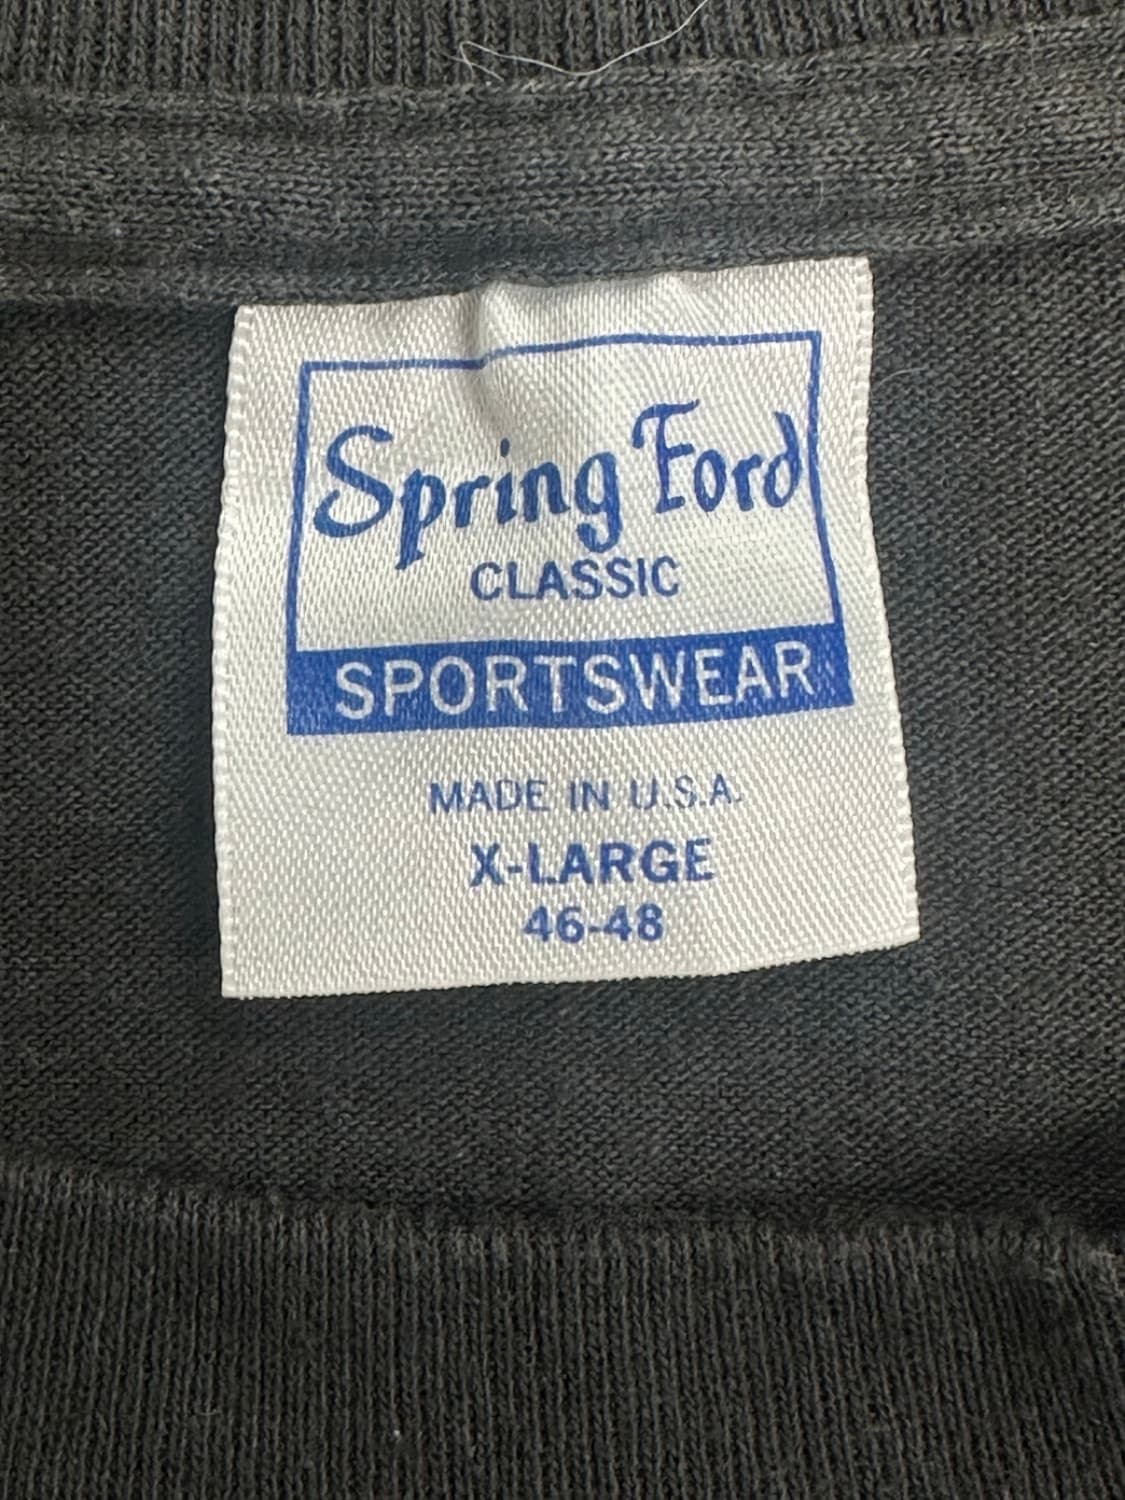 Spring Ford
CLASSIC
SPORTSWEAR
MADE IN U.S.A.
X-LARGE
46-48